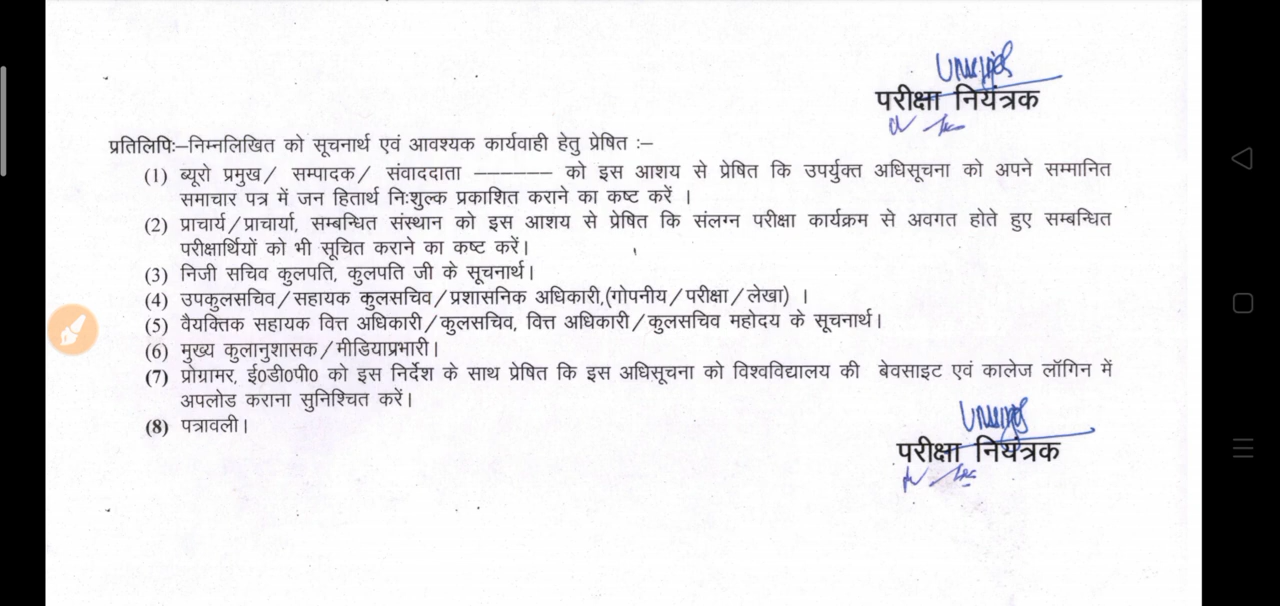 परीक्षा नियंत्रक
प्रतिलिपिः–निम्नलिखित को सूचनार्थ एवं आवश्यक कार्यवाही हेतु प्रेषित :–
(1) ब्यूरो प्रमुख/ सम्पादक/ संवाददाता –––––– को इस आशय से प्रेषित कि उपर्युक्त अधिसूचना को अपने सम्मानित
समाचार पत्र में जन हितार्थ निःशुल्क प्रकाशित कराने का कष्ट करें ।
(2) प्राचार्य/प्राचार्या, सम्बन्धित संस्थान को इस आशय से प्रेषित कि संलग्न परीक्षा कार्यक्रम से अवगत होते हुए सम्बन्धित
परीक्षार्थियों को भी सूचित कराने का कष्ट करें।
(3) निजी सचिव कुलपति, कुलपति जी के सूचनार्थ।
(4) उपकुलसचिव/सहायक कुलसचिव/प्रशासनिक अधिकारी,(गोपनीय/परीक्षा/लेखा) ।
(5) वैयक्तिक सहायक वित्त अधिकारी/कुलसचिव, वित्त अधिकारी/कुलसचिव महोदय के सूचनार्थ।
(6) मुख्य कुलानुशासक/मीडियाप्रभारी।
(7) प्रोग्रामर, ई0डी0पी0 को इस निर्देश के साथ प्रेषित कि इस अधिसूचना को विश्वविद्यालय की बेवसाइट एवं कालेज लॉगिन में
अपलोड कराना सुनिश्चित करें।
(8) पत्रावली।
परीक्षा नियंत्रक